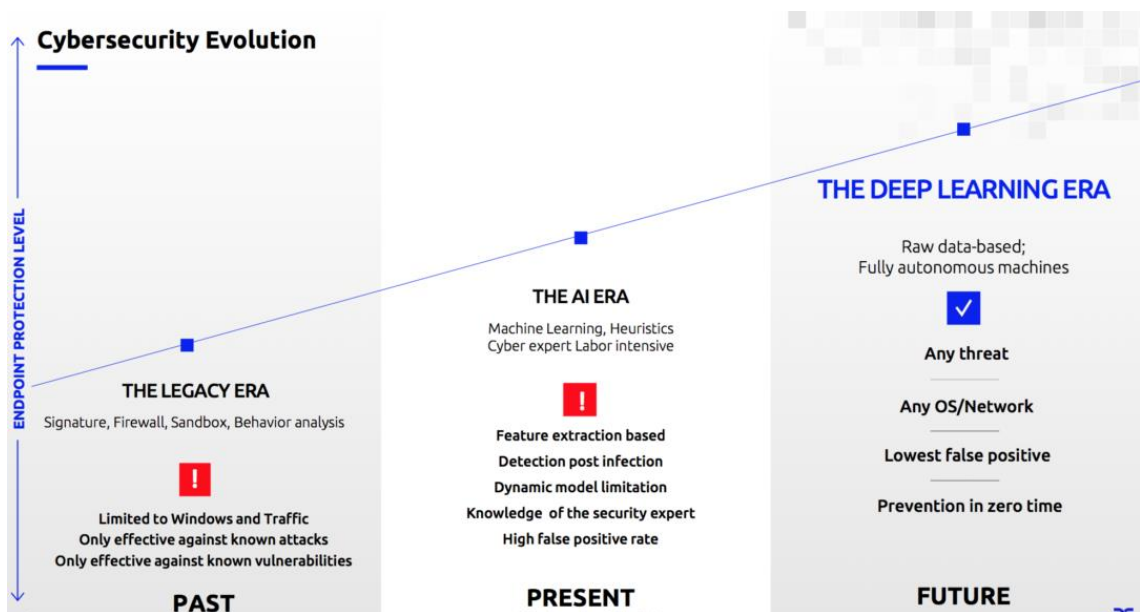 Cybersecurity Evolution
ENDPOINT PROTECTION LEVEL
THE LEGACY ERA
Signature, Firewall, Sandbox, Behavior analysis
!
Limited to Windows and Traffic
Only effective against known attacks
Only effective against known vulnerabilities
PAST
THE AI ERA
Machine Learning, Heuristics
Cyber expert Labor intensive
!
Feature extraction based
Detection post infection
Dynamic model limitation
Knowledge of the security expert
High false positive rate
PRESENT
THE DEEP LEARNING ERA
Raw data-based;
Fully autonomous machines
Any threat
Any OS/Network
Lowest false positive
Prevention in zero time
FUTURE